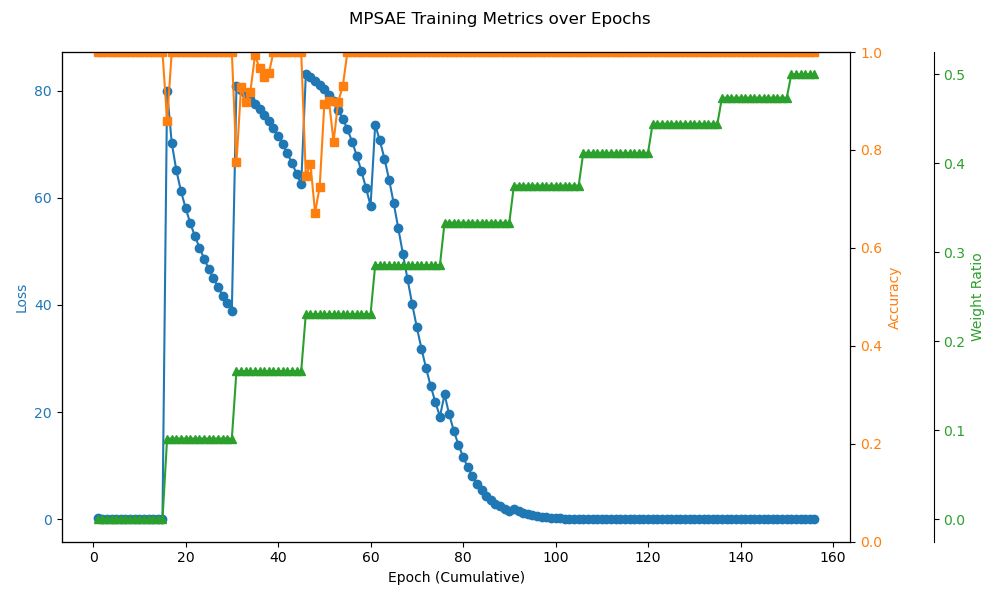 MPSAE Training Metrics over Epochs
80
60
40
20
0
Loss
0 20 40 60 80 100 120 140 160
Epoch (Cumulative)
1.0
0.8
0.6
0.4
0.2
0.0
Accuracy
0.5
0.4
0.3
0.2
0.1
0.0
Weight Ratio